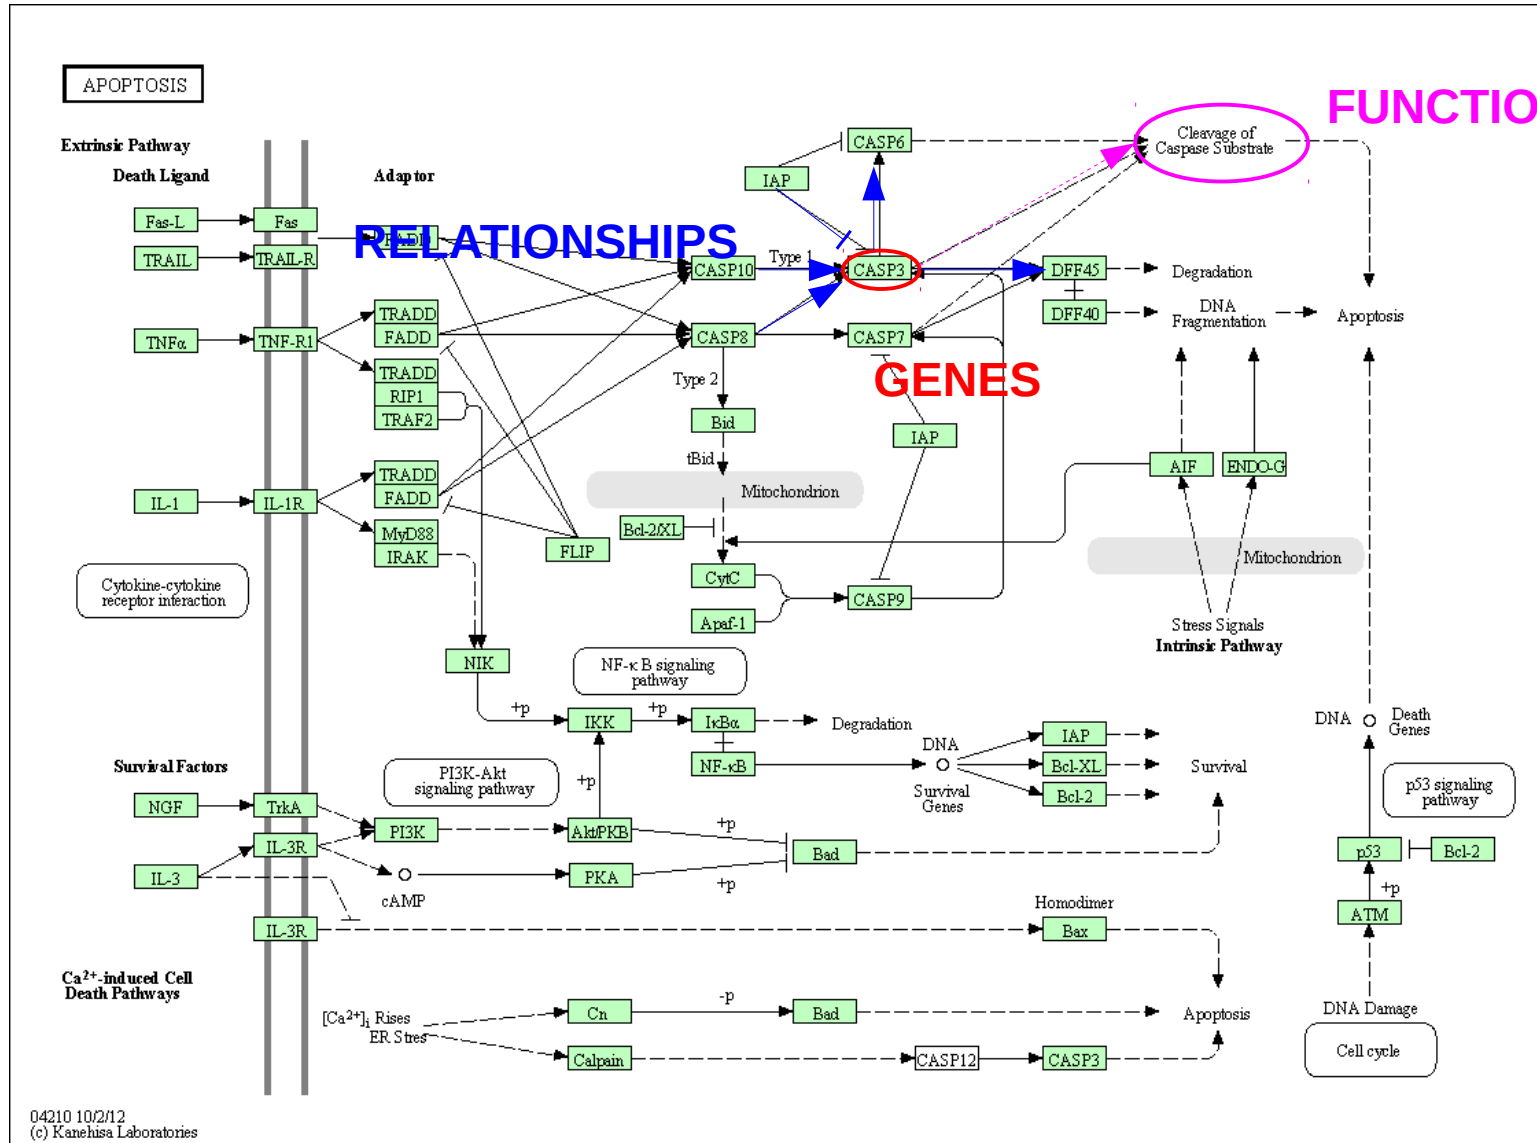 APOPTOSIS
FUNCTIO
Extrinsic Pathway
Death Ligand
Adaptor
CASP6
Cleavage of
Caspase Substrate
IAP
Fas-L
Fas
RELATIONSHIPS
FADD
TRAIL
TRAIL-R
Type 1
CASP10
CASP3
DFF45
Degradation
TNFα
TNF-R1
TRADD
FADD
CASP8
CASP7
DFF40
DNA
Fragmentation
Apoptosis
TRADD
RIP1
TRAF2
Type 2
GENES
Bid
tBid
IAP
Mitochondrion
AIF
ENDO-G
IL-1
IL-1R
TRADD
FADD
MyD88
IRAK
FLIP
Bcl-2/XL
CytC
Apaf-1
CASP9
Mitochondrion
Cytokine-cytokine
receptor interaction
Stress Signals
Intrinsic Pathway
NIK
NF-κB signaling
pathway
+p
IKK
+p
IκBα
Degradation
NF-κB
DNA
Survival
Genes
IAP
Bcl-XL
Bcl-2
Survival
DNA
Death
Genes
Survival Factors
PI3K-Akt
signaling pathway
+p
p53 signaling
pathway
NGF
TrkA
PI3K
Akt/PKB
+p
Bad
IL-3R
IL-3
cAMP
PKA
+p
p53
Bcl-2
+p
ATM
IL-3R
Homodimer
Bax
Ca2+-induced Cell
Death Pathways
[Ca2+]i Rises
ER Stres
Cn
-p
Bad
Apoptosis
DNA Damage
Calpain
CASP12
CASP3
Cell cycle
04210 10/2/12
(c) Kanehisa Laboratories